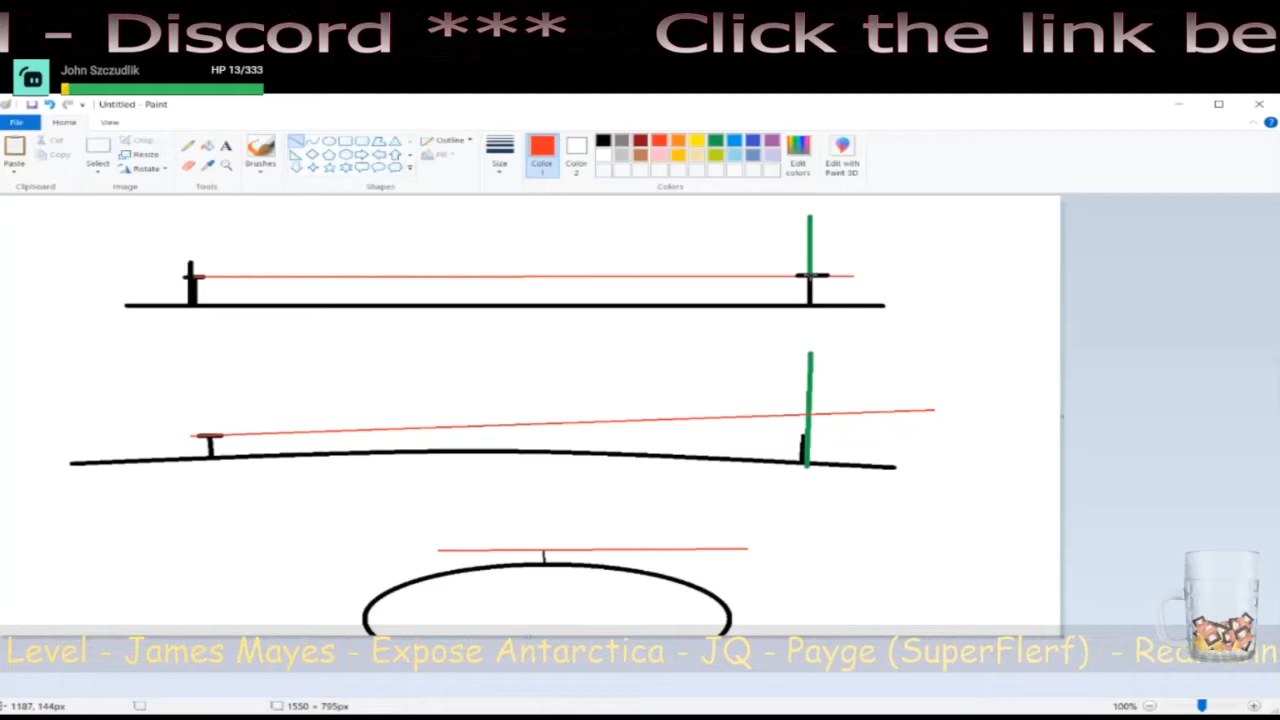 - Discord *** Click the link be
John Szczudlik HP 13/333
Untitled - Paint
File Home View
Paste Cut Copy Select Crop Resize Rotate Brushes Outline Fill Size Color 1 Color 2 Edit colors Edit with Paint 3D
Clipboard Image Tools Shapes Colors
Level - James Mayes - Expose Antarctica - JQ - Payge (SuperFlerf) -
1187, 144px 1550 × 795px 100%